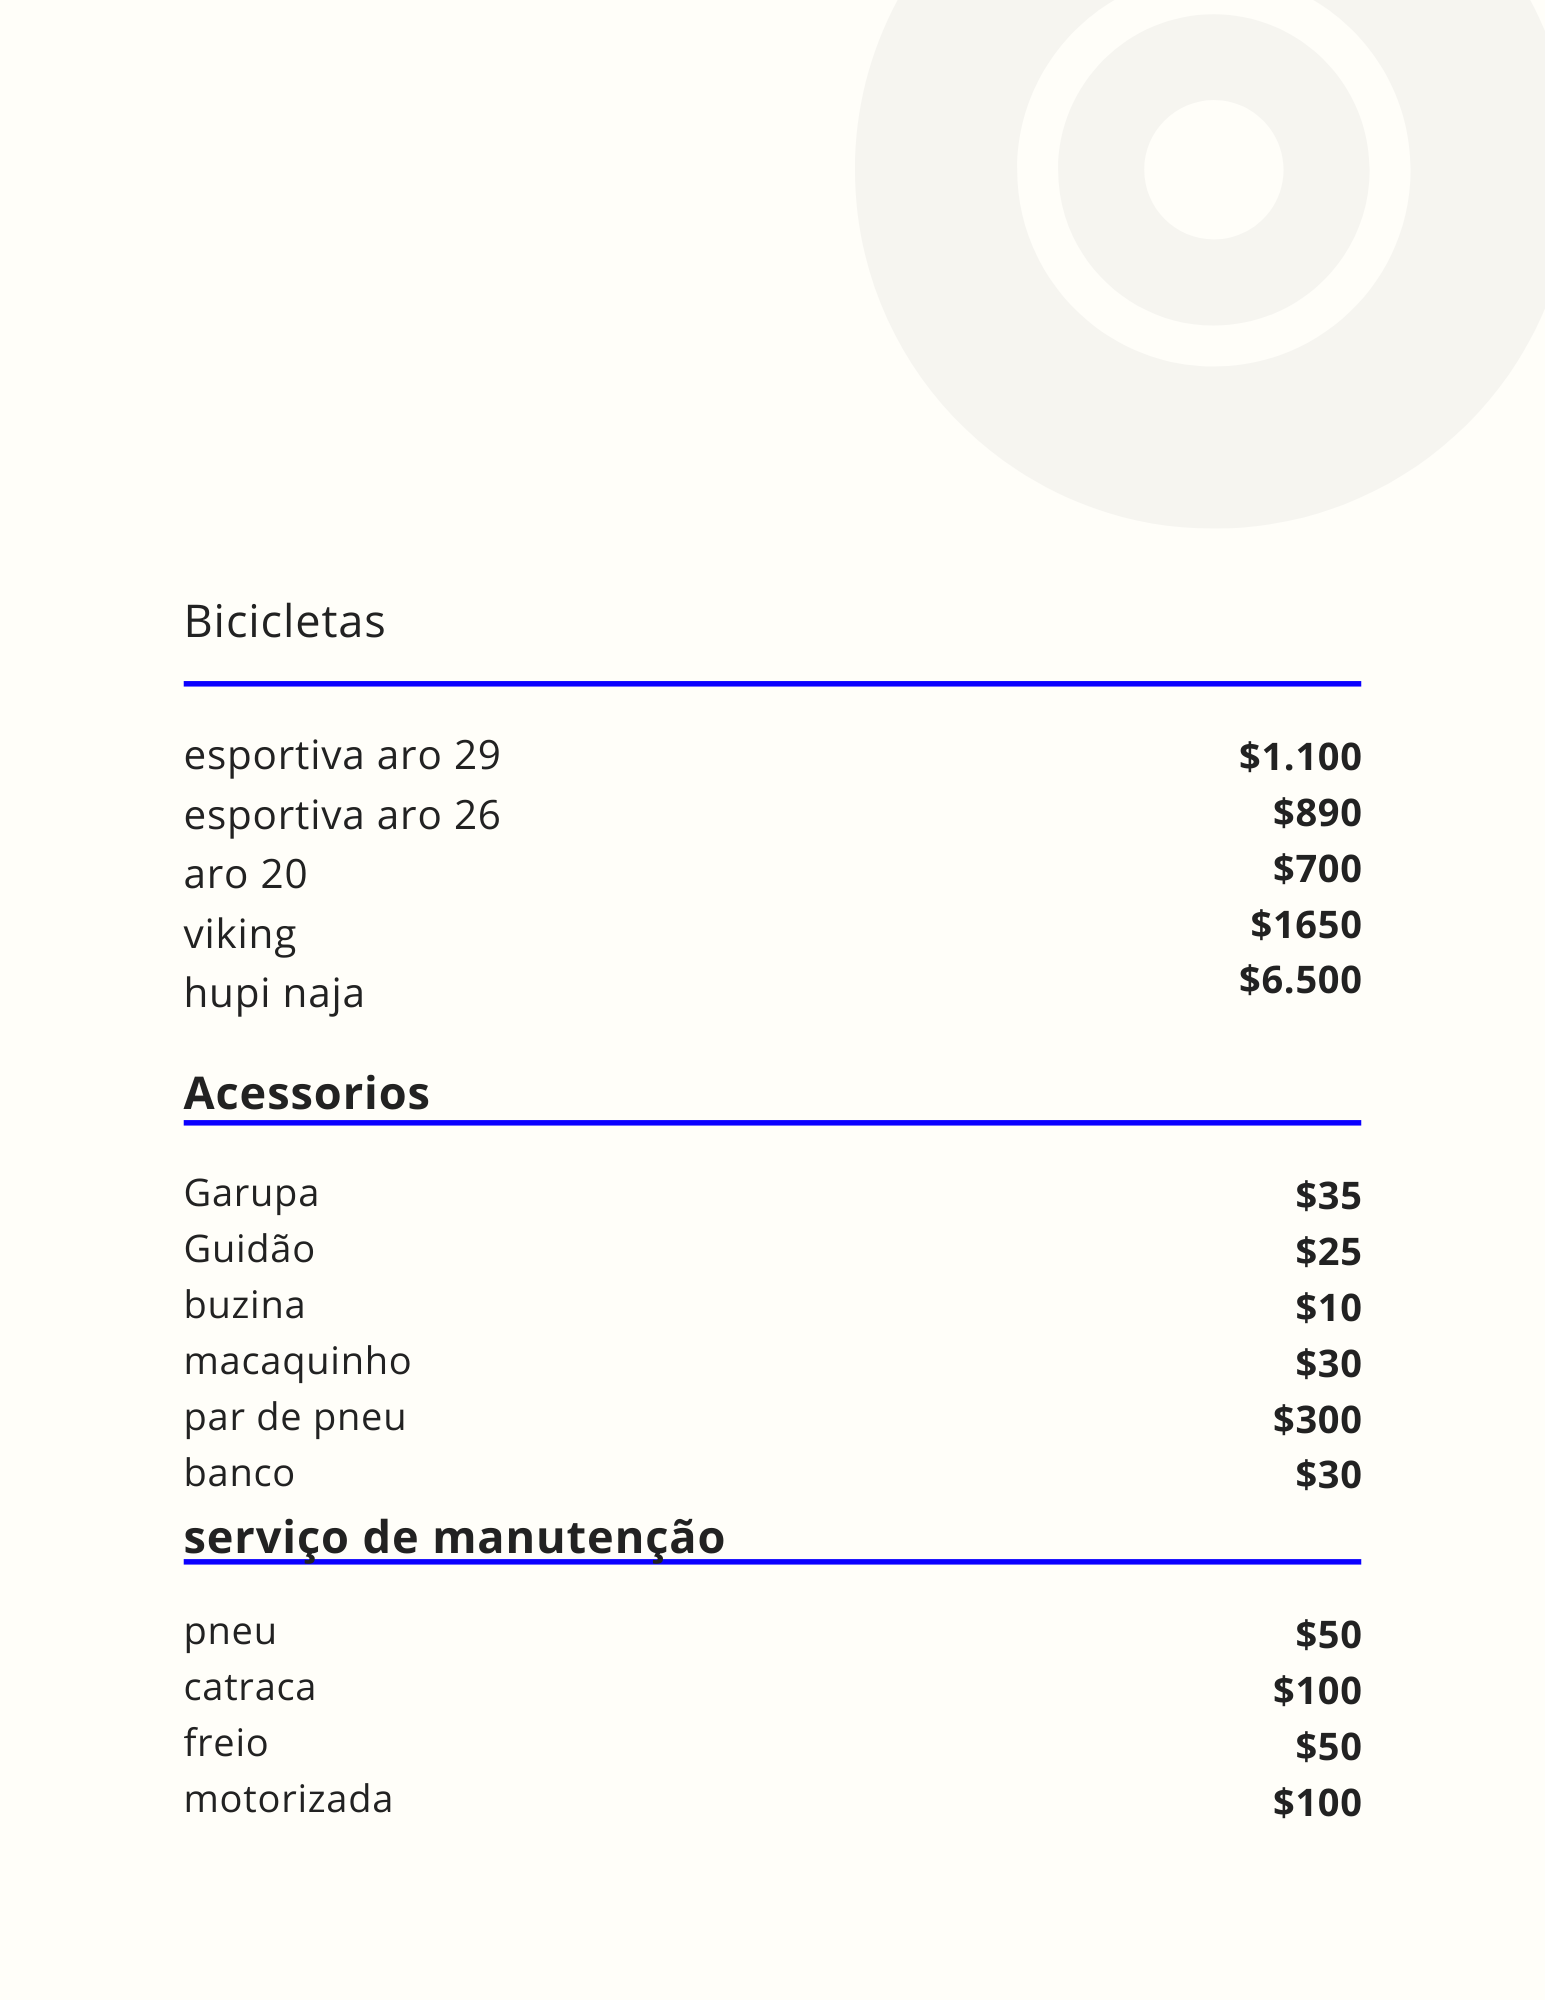 Bicicletas
esportiva aro 29 $1.100
esportiva aro 26 $890
aro 20 $700
viking $1650
hupi naja $6.500
Acessorios
Garupa $35
Guidão $25
buzina $10
macaquinho $30
par de pneu $300
banco $30
serviço de manutenção
pneu $50
catraca $100
freio $50
motorizada $100